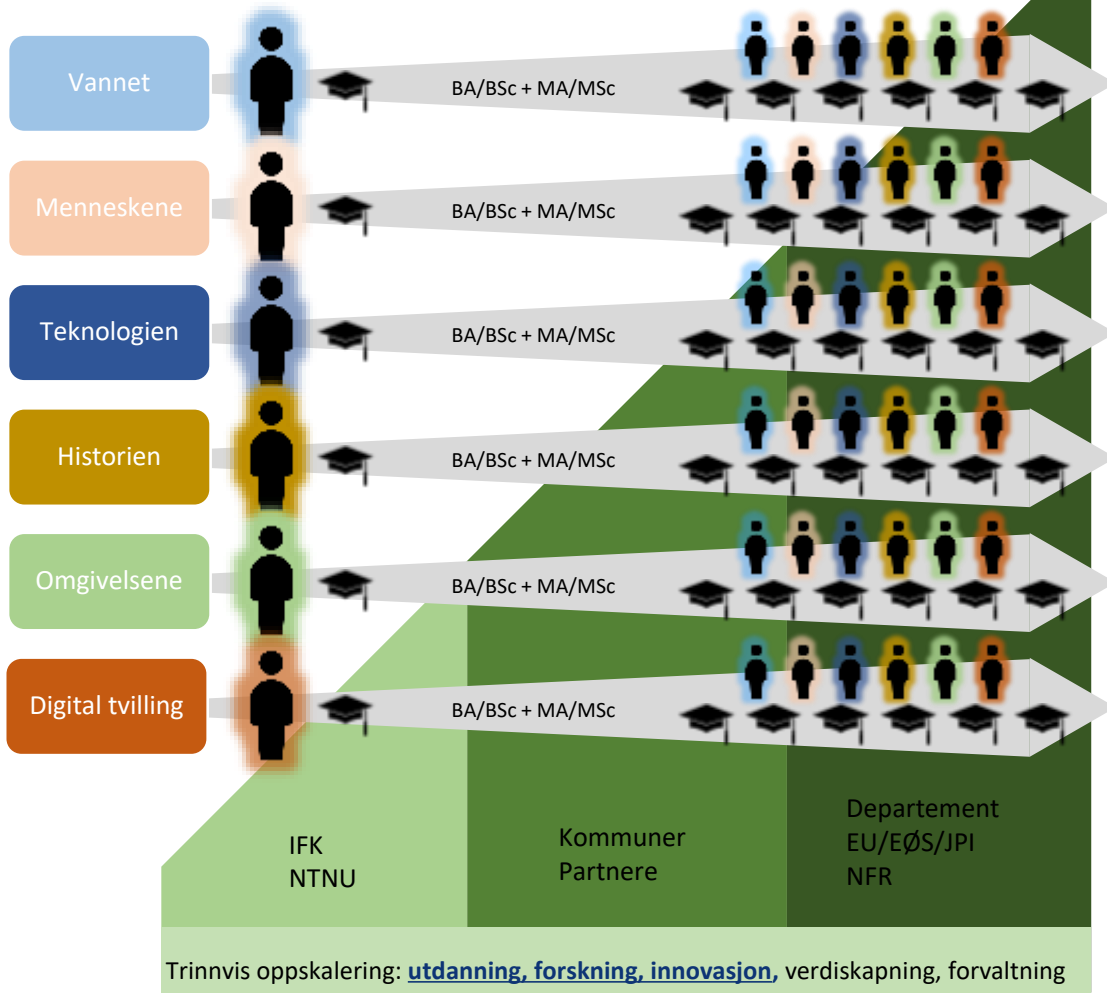 Vannet
BA/BSc + MA/MSc
Menneskene
BA/BSc + MA/MSc
Teknologien
BA/BSc + MA/MSc
Historien
BA/BSc + MA/MSc
Omgivelsene
BA/BSc + MA/MSc
Digital tvilling
BA/BSc + MA/MSc
IFK
NTNU
Kommuner
Partnere
Departement
EU/EØS/JPI
NFR
Trinnvis oppskalering: utdanning, forskning, innovasjon, verdiskapning, forvaltning